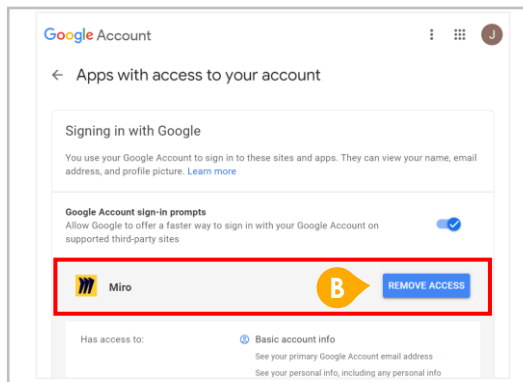 Google Account
J
← Apps with access to your account
Signing in with Google
You use your Google Account to sign in to these sites and apps. They can view your name, email
address, and profile picture. Learn more
Google Account sign-in prompts
Allow Google to offer a faster way to sign in with your Google Account on
supported third-party sites
Miro
B
REMOVE ACCESS
Has access to:
Basic account info
See your primary Google Account email address
See your personal info, including any personal info